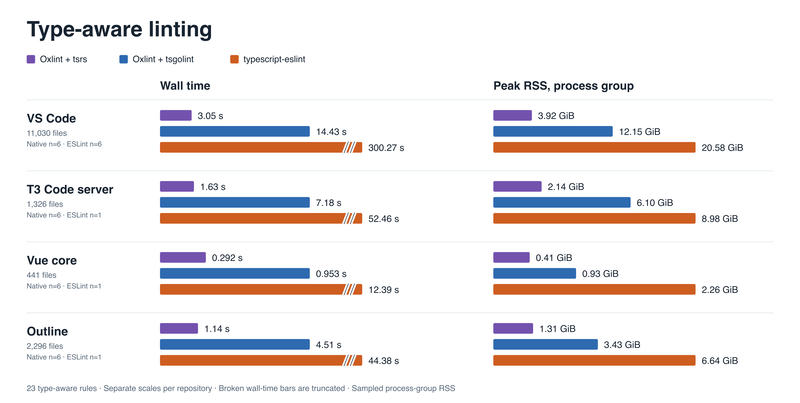 Type-aware linting
Oxlint + tsrs Oxlint + tsgolint typescript-eslint
Wall time Peak RSS, process group
VS Code
11,030 files
Native n=6 · ESLint n=6
3.05 s 3.92 GiB
14.43 s 12.15 GiB
300.27 s 20.58 GiB
T3 Code server
1,326 files
Native n=6 · ESLint n=1
1.63 s 2.14 GiB
7.18 s 6.10 GiB
52.46 s 8.98 GiB
Vue core
441 files
Native n=6 · ESLint n=1
0.292 s 0.41 GiB
0.953 s 0.93 GiB
12.39 s 2.26 GiB
Outline
2,296 files
Native n=6 · ESLint n=1
1.14 s 1.31 GiB
4.51 s 3.43 GiB
44.38 s 6.64 GiB
23 type-aware rules · Separate scales per repository · Broken wall-time bars are truncated · Sampled process-group RSS